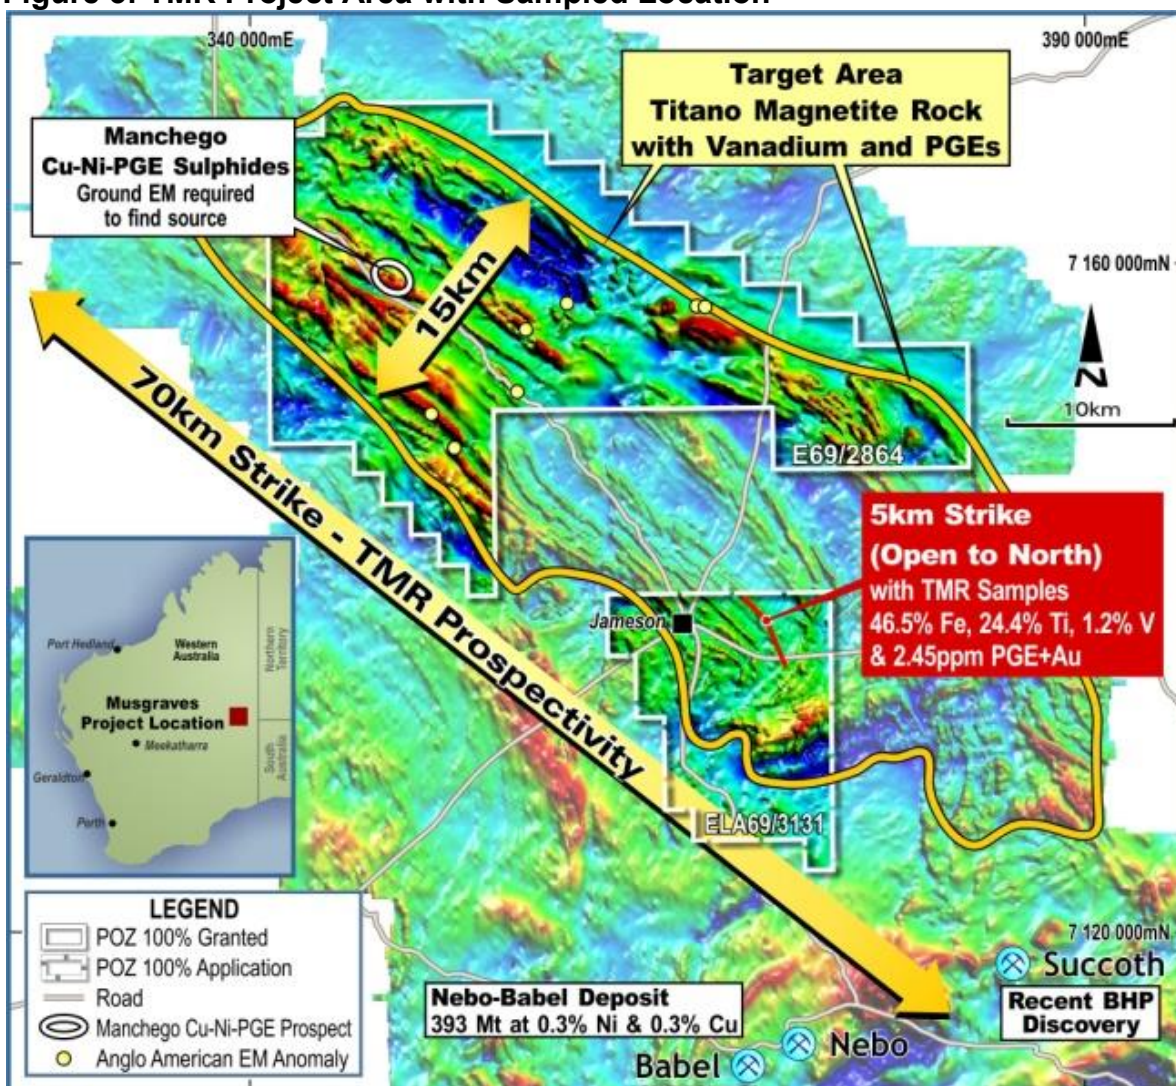 Figure 3: TMR Project Area with Sampled Location
340 000mE
390 000mE
Target Area
Titano Magnetite Rock
with Vanadium and PGEs
Manchego
Cu-Ni-PGE Sulphides
Ground EM required
to find source
7 160 000mN
15km
N
10km
70km Strike - TMR Prospectivity
E69/2864
5km Strike
(Open to North)
with TMR Samples
46.5% Fe, 24.4% Ti, 1.2% V
& 2.45ppm PGE+Au
Jameson
Port Hedland
Western
Australia
Northern
Territory
Musgraves
Project Location
Meekatharra
South
Australia
Geraldton
Perth
ELA69/3131
LEGEND
POZ 100% Granted
POZ 100% Application
Road
Manchego Cu-Ni-PGE Prospect
Anglo American EM Anomaly
7 120 000mN
Succoth
Recent BHP
Discovery
Nebo-Babel Deposit
393 Mt at 0.3% Ni & 0.3% Cu
Nebo
Babel